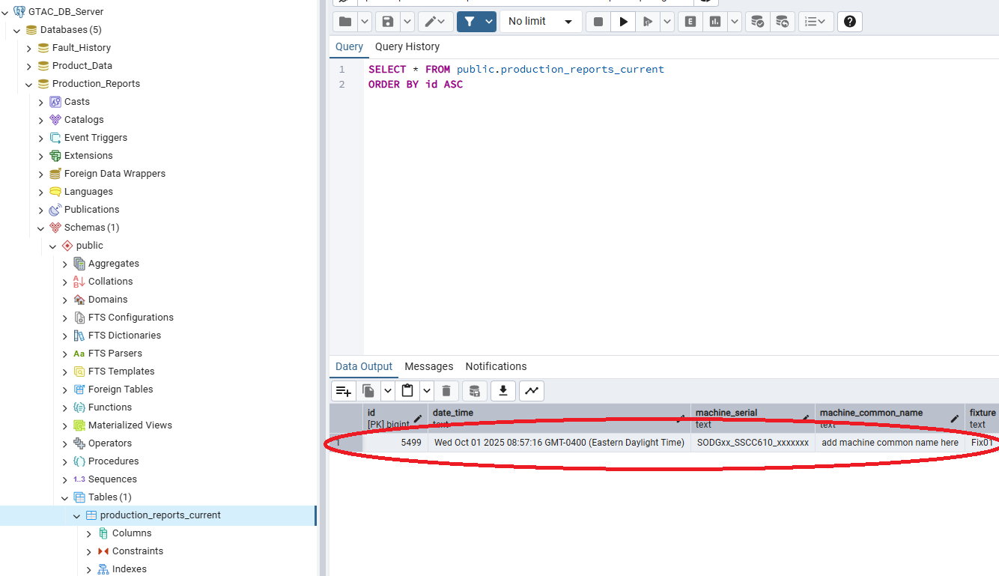 GTAC_DB_Server
Databases (5)
Fault_History
Product_Data
Production_Reports
Casts
Catalogs
Event Triggers
Extensions
Foreign Data Wrappers
Languages
Publications
Schemas (1)
public
Aggregates
Collations
Domains
FTS Configurations
FTS Dictionaries
Aa FTS Parsers
FTS Templates
Foreign Tables
Functions
Materialized Views
Operators
Procedures
1..3 Sequences
Tables (1)
production_reports_current
Columns
Constraints
Indexes
No limit
E
Query Query History
1 SELECT * FROM public.production_reports_current
2 ORDER BY id ASC
Data Output Messages Notifications
id date_time machine_serial machine_common_name fixture
[PK] bigint text text text text
1 5499 Wed Oct 01 2025 08:57:16 GMT-0400 (Eastern Daylight Time) SODGxx_SSCC610_xxxxxxx add machine common name here Fix01